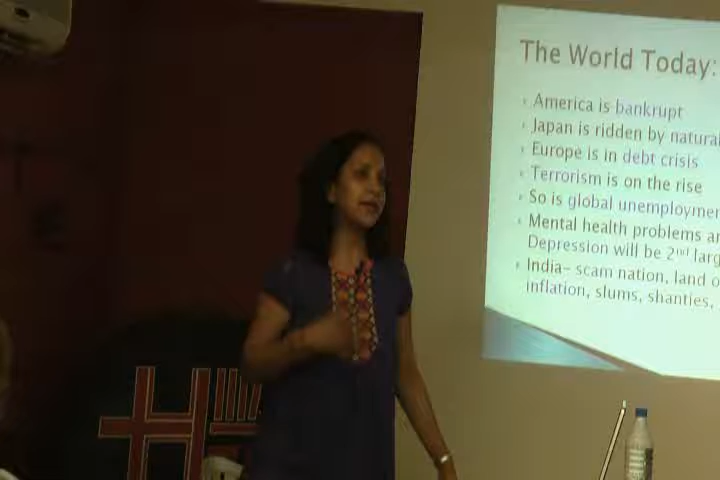 The World Today:
America is bankrupt
Japan is ridden by natural
Europe is in debt crisis
Terrorism is on the rise
So is global unemployme
Mental health problems ar
Depression will be 2nd larg
India- scam nation, land o
inflation, slums, shanties,